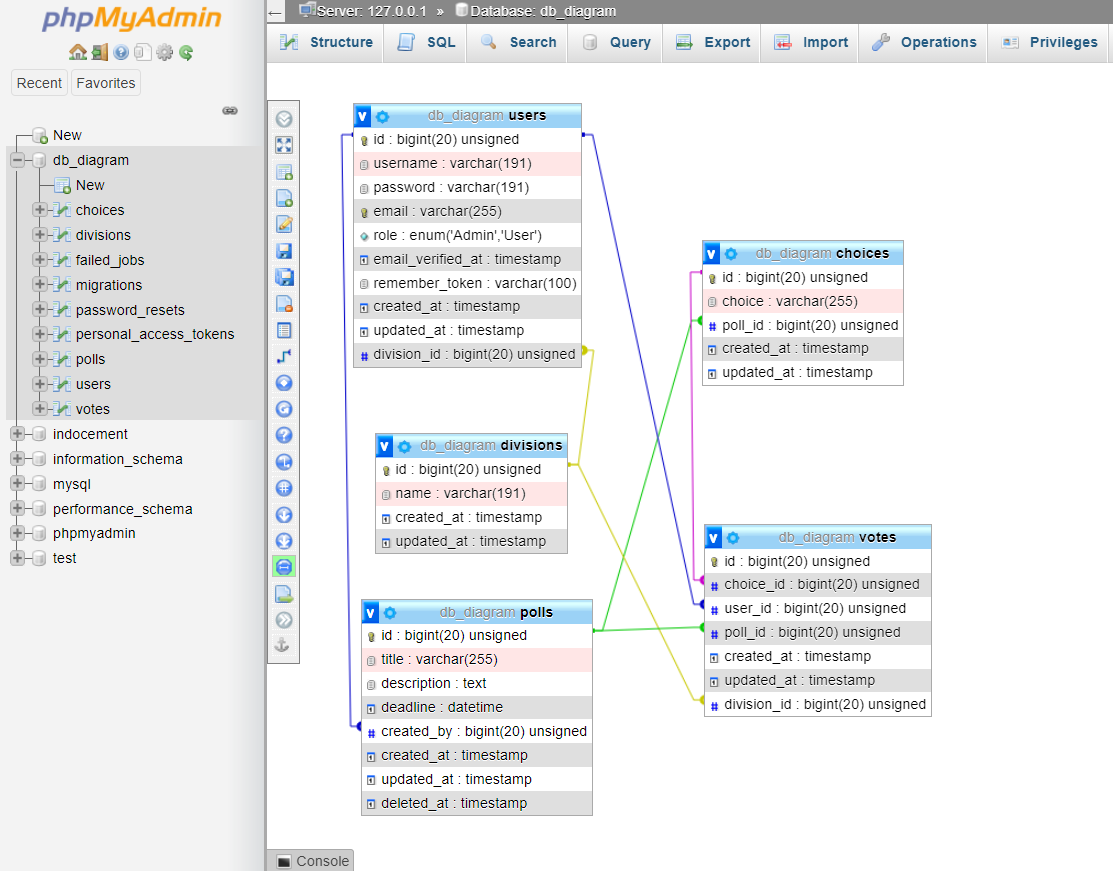 phpMyAdmin
Recent Favorites
New
db_diagram
New
choices
divisions
failed_jobs
migrations
password_resets
personal_access_tokens
polls
users
votes
indocement
information_schema
mysql
performance_schema
phpmyadmin
test
Server: 127.0.0.1 » Database: db_diagram
Structure SQL Search Query Export Import Operations Privileges
v db_diagram users
id : bigint(20) unsigned
username : varchar(191)
password : varchar(191)
email : varchar(255)
role : enum('Admin','User')
email_verified_at : timestamp
remember_token : varchar(100)
created_at : timestamp
updated_at : timestamp
# division_id : bigint(20) unsigned
v db_diagram choices
id : bigint(20) unsigned
choice : varchar(255)
# poll_id : bigint(20) unsigned
created_at : timestamp
updated_at : timestamp
v db_diagram divisions
id : bigint(20) unsigned
name : varchar(191)
created_at : timestamp
updated_at : timestamp
v db_diagram votes
id : bigint(20) unsigned
# choice_id : bigint(20) unsigned
# user_id : bigint(20) unsigned
# poll_id : bigint(20) unsigned
created_at : timestamp
updated_at : timestamp
# division_id : bigint(20) unsigned
v db_diagram polls
id : bigint(20) unsigned
title : varchar(255)
description : text
deadline : datetime
# created_by : bigint(20) unsigned
created_at : timestamp
updated_at : timestamp
deleted_at : timestamp
Console